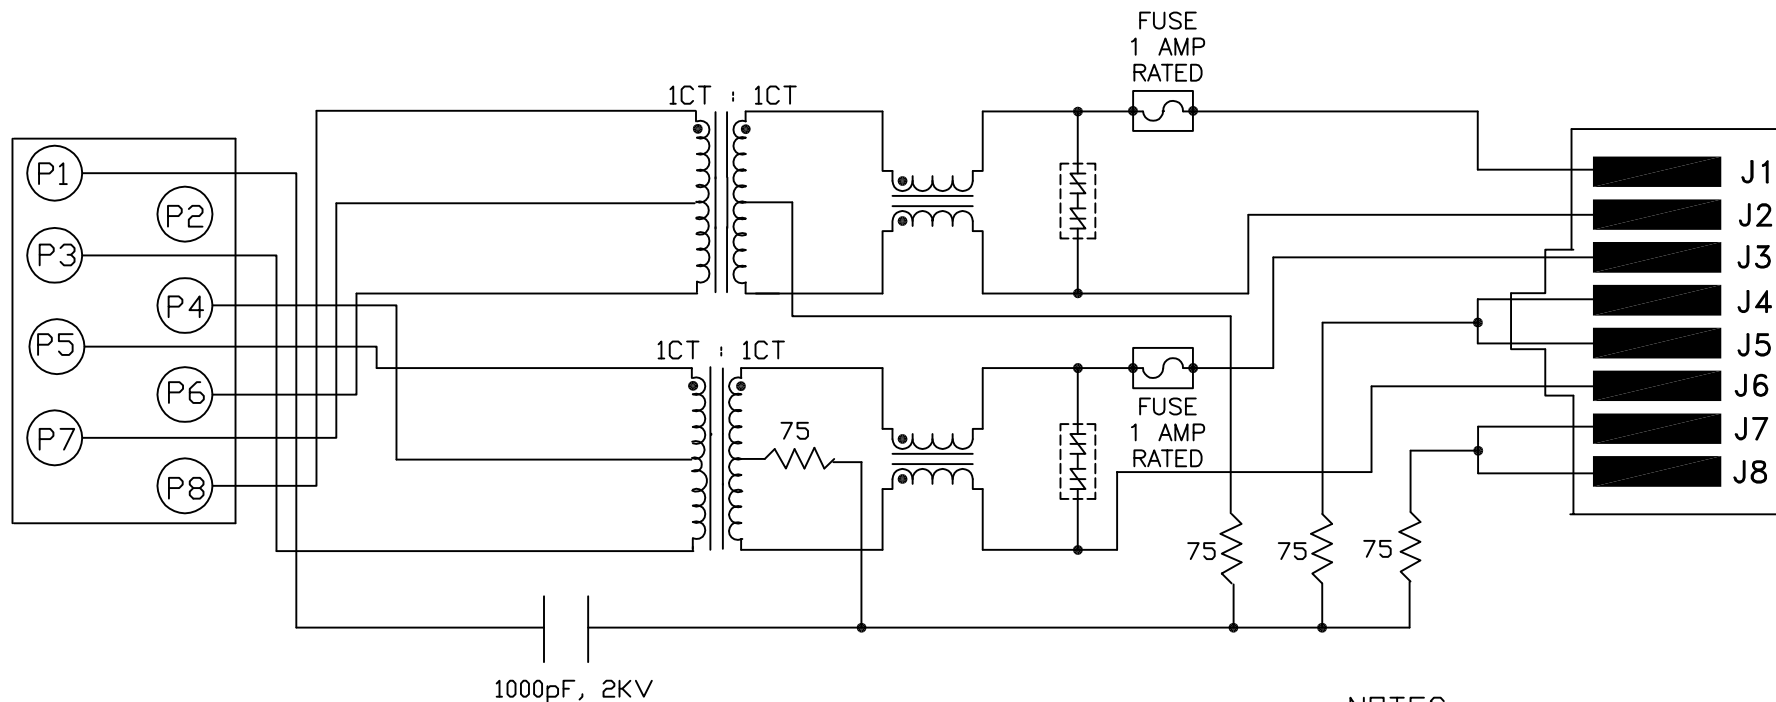 FUSE
1 AMP
RATED
1CT : 1CT
P1
P2
P3
P4
P5
P6
P7
P8
J1
J2
J3
J4
J5
J6
J7
J8
1CT : 1CT
75
FUSE
1 AMP
RATED
75
75
75
1000pF, 2KV
NOTES